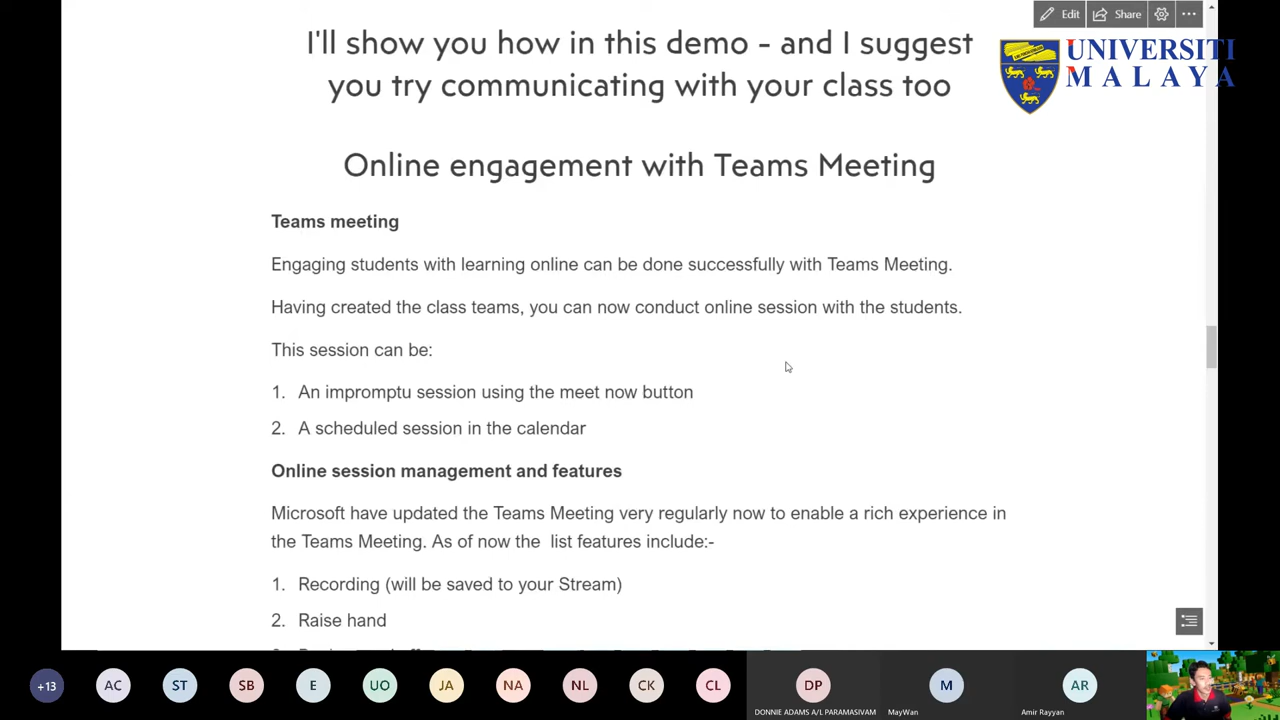 Edit
Share
UNIVERSITI
MALAYA
I'll show you how in this demo - and I suggest
you try communicating with your class too
Online engagement with Teams Meeting
Teams meeting
Engaging students with learning online can be done successfully with Teams Meeting.
Having created the class teams, you can now conduct online session with the students.
This session can be:
1. An impromptu session using the meet now button
2. A scheduled session in the calendar
Online session management and features
Microsoft have updated the Teams Meeting very regularly now to enable a rich experience in
the Teams Meeting. As of now the  list features include:-
1. Recording (will be saved to your Stream)
2. Raise hand
+13
AC
ST
SB
E
UO
JA
NA
NL
CK
CL
DP
M
AR
DONNIE ADAMS A/L PARAMASIVAM
MayWan
Amir Rayyan